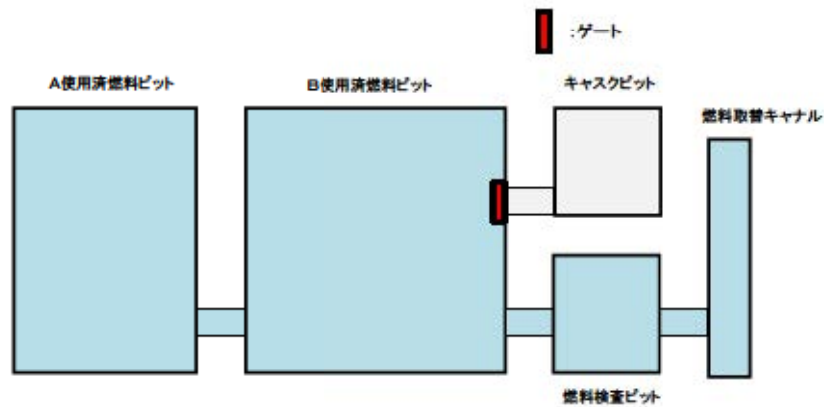 :ゲート
A使用済燃料ピット
B使用済燃料ピット
キャスクピット
燃料取替キャナル
燃料検査ピット